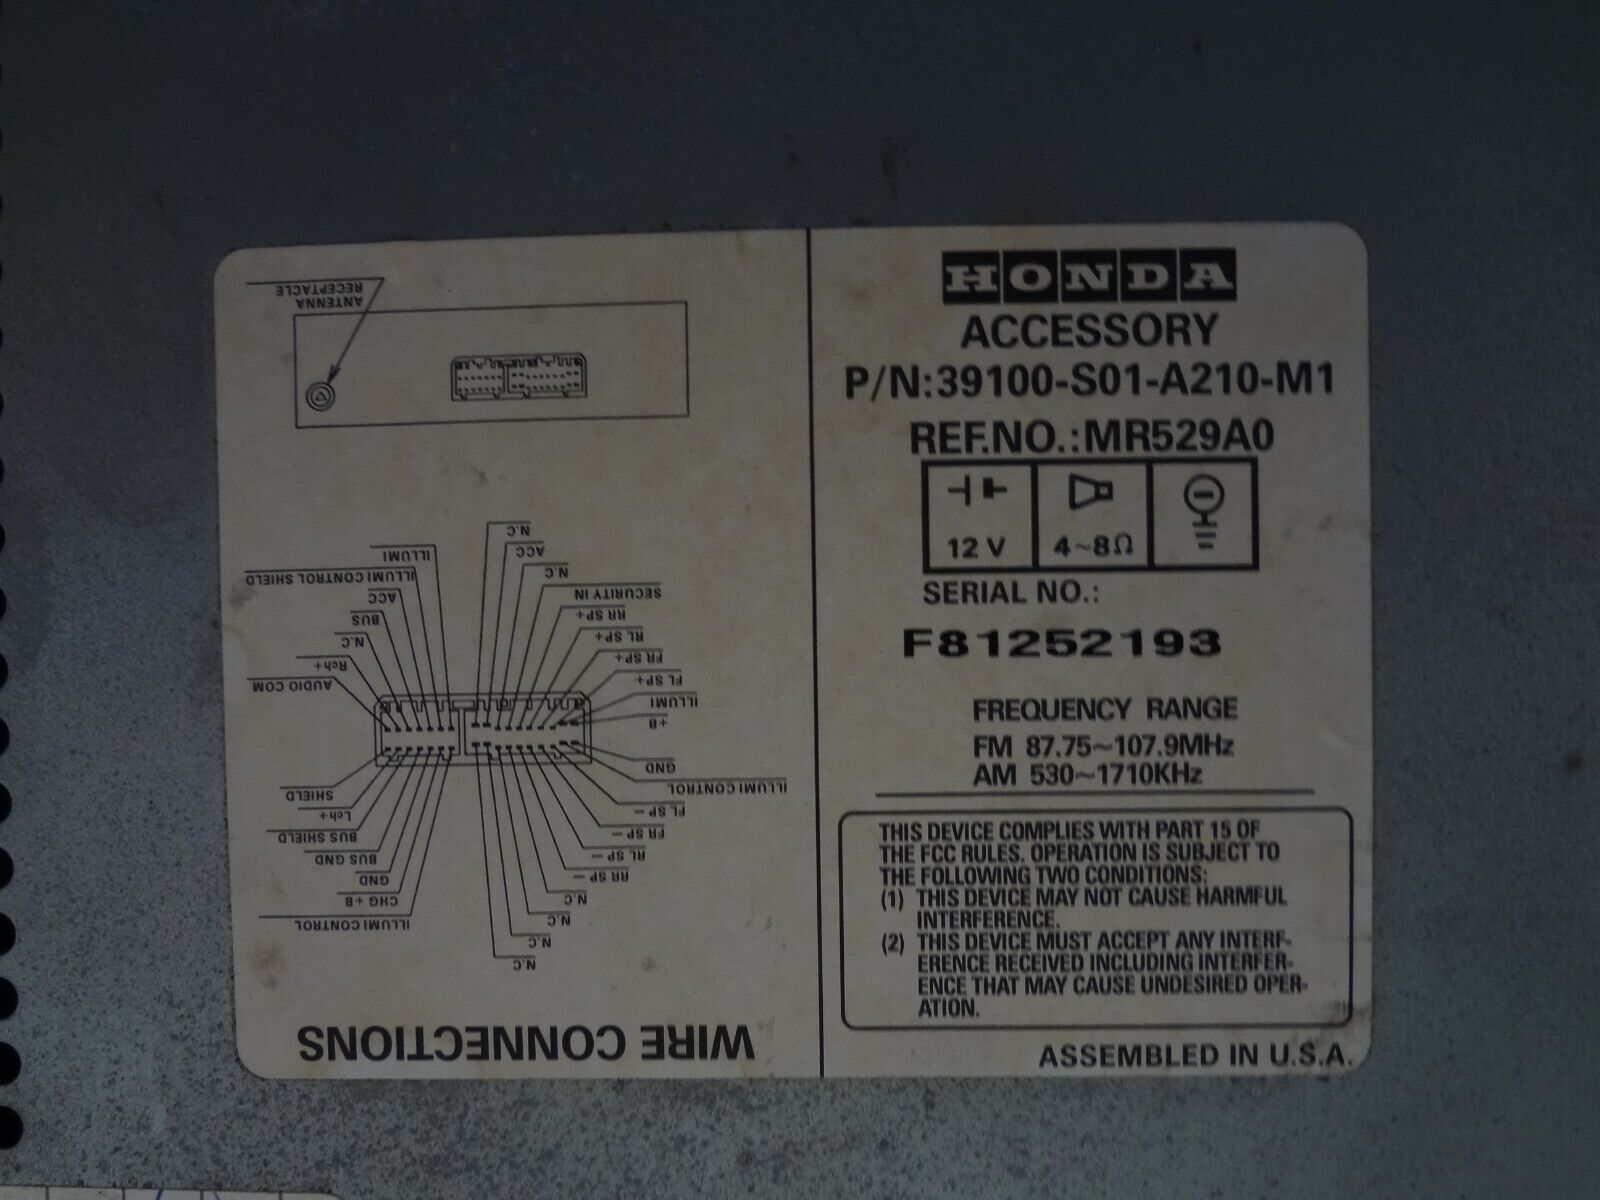 HONDA
ACCESSORY
P/N:39100-S01-A210-M1
REF.NO.:MR529A0
12 V
4~8Ω
SERIAL NO.:
F81252193
FREQUENCY RANGE
FM 87.75~107.9MHz
AM 530~1710KHz
THIS DEVICE COMPLIES WITH PART 15 OF
THE FCC RULES. OPERATION IS SUBJECT TO
THE FOLLOWING TWO CONDITIONS:
(1) THIS DEVICE MAY NOT CAUSE HARMFUL
INTERFERENCE.
(2) THIS DEVICE MUST ACCEPT ANY INTERF-
ERENCE RECEIVED INCLUDING INTERFER-
ENCE THAT MAY CAUSE UNDESIRED OPER-
ATION.
ASSEMBLED IN U.S.A.
WIRE CONNECTIONS
N.C
N.C
N.C
N.C
RR SP -
RL SP -
FR SP -
FL SP -
ILLUMI CONTROL
GND
ILLUMI CONTROL
CHG +B
GND
BUS GND
BUS SHIELD
Lch+
SHIELD
+B
ILLUMI
FL SP+
FR SP+
RL SP+
RR SP+
SECURITY IN
N.C
ACC
N.C
AUDIO COM
Rch+
N.C
BUS
ACC
ILLUMI CONTROL SHIELD
ILLUMI
ANTENNA
RECEPTACLE